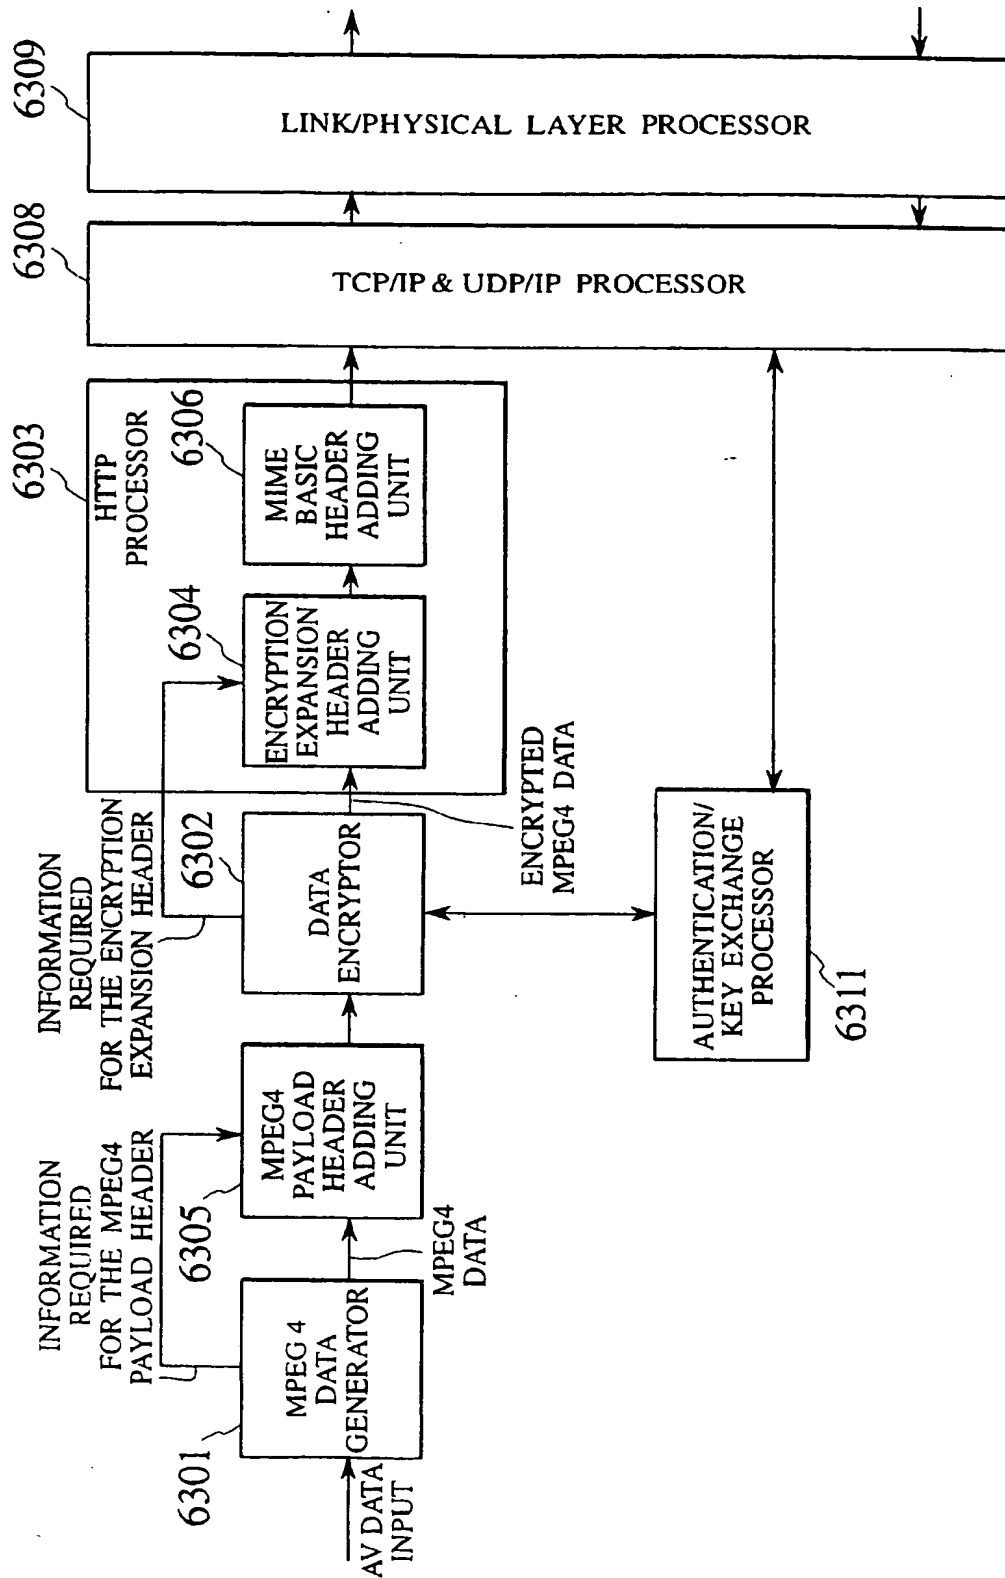 AV DATA
INPUT
6301
MPEG 4
DATA
GENERATOR
INFORMATION
REQUIRED
FOR THE MPEG4
PAYLOAD HEADER
MPEG4
DATA
6305
MPEG4
PAYLOAD
HEADER
ADDING
UNIT
INFORMATION
REQUIRED
FOR THE ENCRYPTION
EXPANSION HEADER
6302
DATA
ENCRYPTOR
ENCRYPTED
MPEG4 DATA
6303
HTTP
PROCESSOR
6304
ENCRYPTION
EXPANSION
HEADER
ADDING
UNIT
6306
MIME
BASIC
HEADER
ADDING
UNIT
AUTHENTICATION/
KEY EXCHANGE
PROCESSOR
6311
6308
TCP/IP & UDP/IP PROCESSOR
6309
LINK/PHYSICAL LAYER PROCESSOR